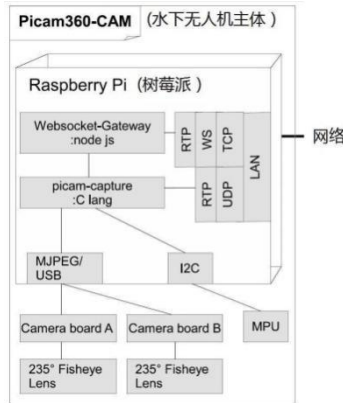 Picam360-CAM (水下无人机主体)
Raspberry Pi (树莓派)
Websocket-Gateway
:node js
RTP
WS
TCP
LAN
网络
picam-capture
:C lang
RTP
UDP
MJPEG/
USB
I2C
Camera board A
Camera board B
MPU
235° Fisheye
Lens
235° Fisheye
Lens